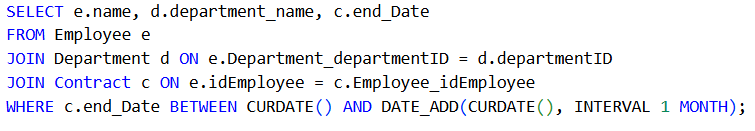 SELECT e.name, d.department_name, c.end_Date
FROM Employee e
JOIN Department d ON e.Department_departmentID = d.departmentID
JOIN Contract c ON e.idEmployee = c.Employee_idEmployee
WHERE c.end_Date BETWEEN CURDATE() AND DATE_ADD(CURDATE(), INTERVAL 1 MONTH);